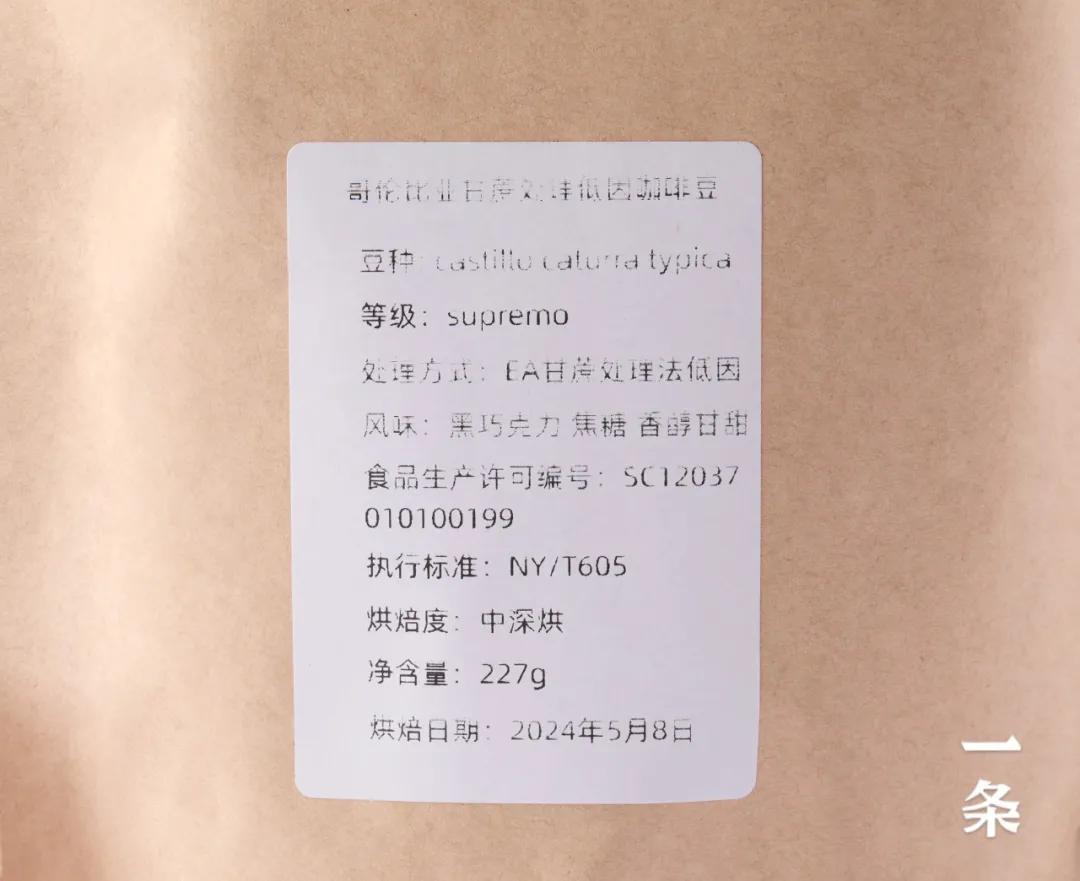 哥伦比亚甘蔗处理低因咖啡豆
豆种: castillo caturra typica
等级：supremo
处理方式：EA甘蔗处理法低因
风味：黑巧克力 焦糖 香醇甘甜
食品生产许可编号：SC12037
010100199
执行标准：NY/T605
烘焙度：中深烘
净含量：227g
烘焙日期：2024年5月8日
一条